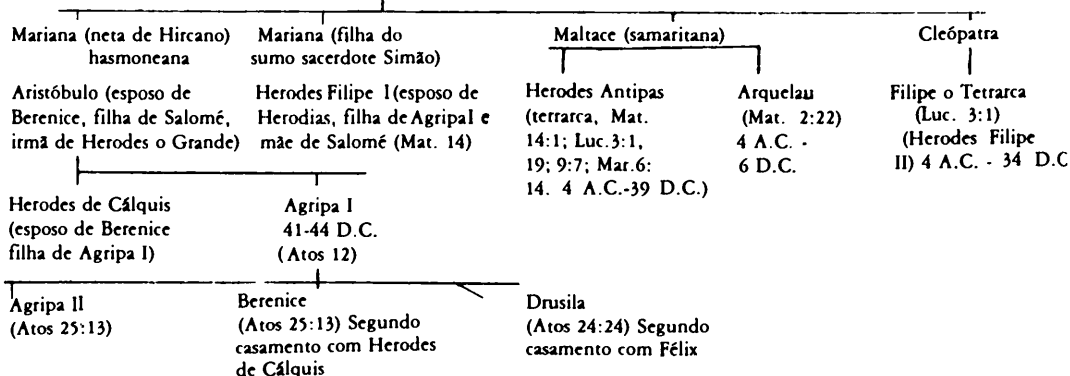 Mariana (neta de Hircano)
hasmoneana
Mariana (filha do
sumo sacerdote Simão)
Maltace (samaritana)
Cleópatra
Aristóbulo (esposo de
Berenice, filha de Salomé,
irmã de Herodes o Grande)
Herodes Filipe I (esposo de
Herodias, filha de Agripa I e
mãe de Salomé (Mat. 14)
Herodes Antipas
(terrarca, Mat.
14:1; Luc.3:1,
19; 9:7; Mar.6:
14. 4 A.C.-39 D.C.)
Arquelau
(Mat. 2:22)
4 A.C. -
6 D.C.
Filipe o Tetrarca
(Luc. 3:1)
(Herodes Filipe
II) 4 A.C. - 34 D.C
Herodes de Cálquis
(esposo de Berenice
filha de Agripa I)
Agripa I
41-44 D.C.
(Atos 12)
Agripa II
(Atos 25:13)
Berenice
(Atos 25:13) Segundo
casamento com Herodes
de Cálquis
Drusila
(Atos 24:24) Segundo
casamento com Félix